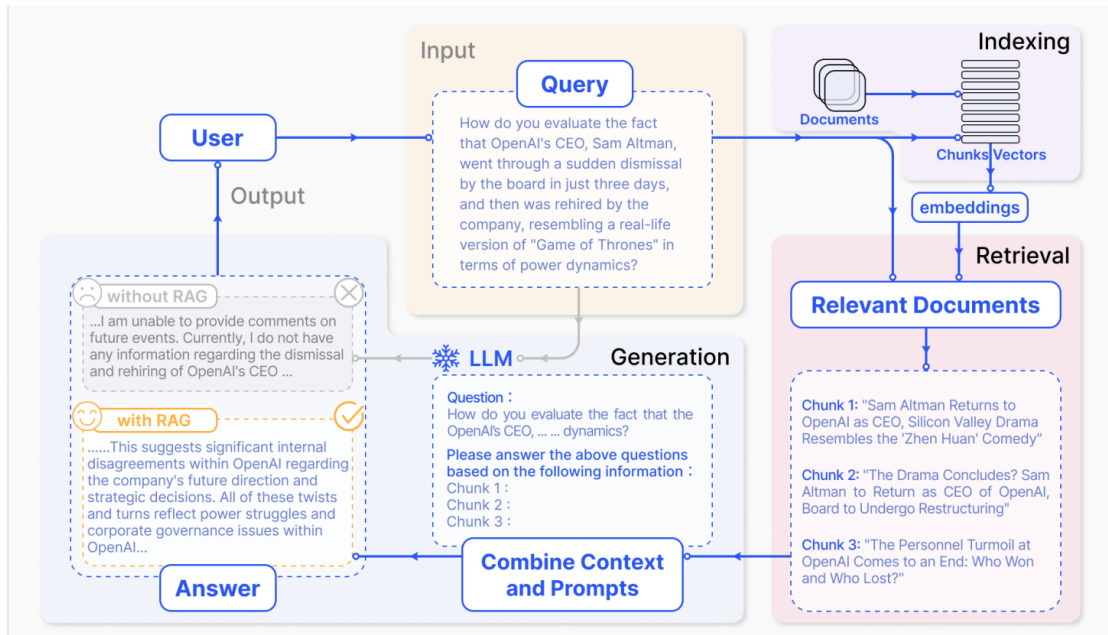 Input
Query
How do you evaluate the fact
that OpenAI's CEO, Sam Altman,
went through a sudden dismissal
by the board in just three days,
and then was rehired by the
company, resembling a real-life
version of "Game of Thrones" in
terms of power dynamics?
Indexing
Documents
Chunks Vectors
embeddings
User
Output
Retrieval
Relevant Documents
Chunk 1: "Sam Altman Returns to
OpenAI as CEO, Silicon Valley Drama
Resembles the 'Zhen Huan' Comedy"
Chunk 2: "The Drama Concludes? Sam
Altman to Return as CEO of OpenAI,
Board to Undergo Restructuring"
Chunk 3: "The Personnel Turmoil at
OpenAI Comes to an End: Who Won
and Who Lost?"
Generation
LLM
Question :
How do you evaluate the fact that the
OpenAI's CEO, ... ... dynamics?
Please answer the above questions
based on the following information :
Chunk 1 :
Chunk 2 :
Chunk 3 :
Combine Context
and Prompts
without RAG
...I am unable to provide comments on
future events. Currently, I do not have
any information regarding the dismissal
and rehiring of OpenAI's CEO ...
with RAG
......This suggests significant internal
disagreements within OpenAI regarding
the company's future direction and
strategic decisions. All of these twists
and turns reflect power struggles and
corporate governance issues within
OpenAI...
Answer